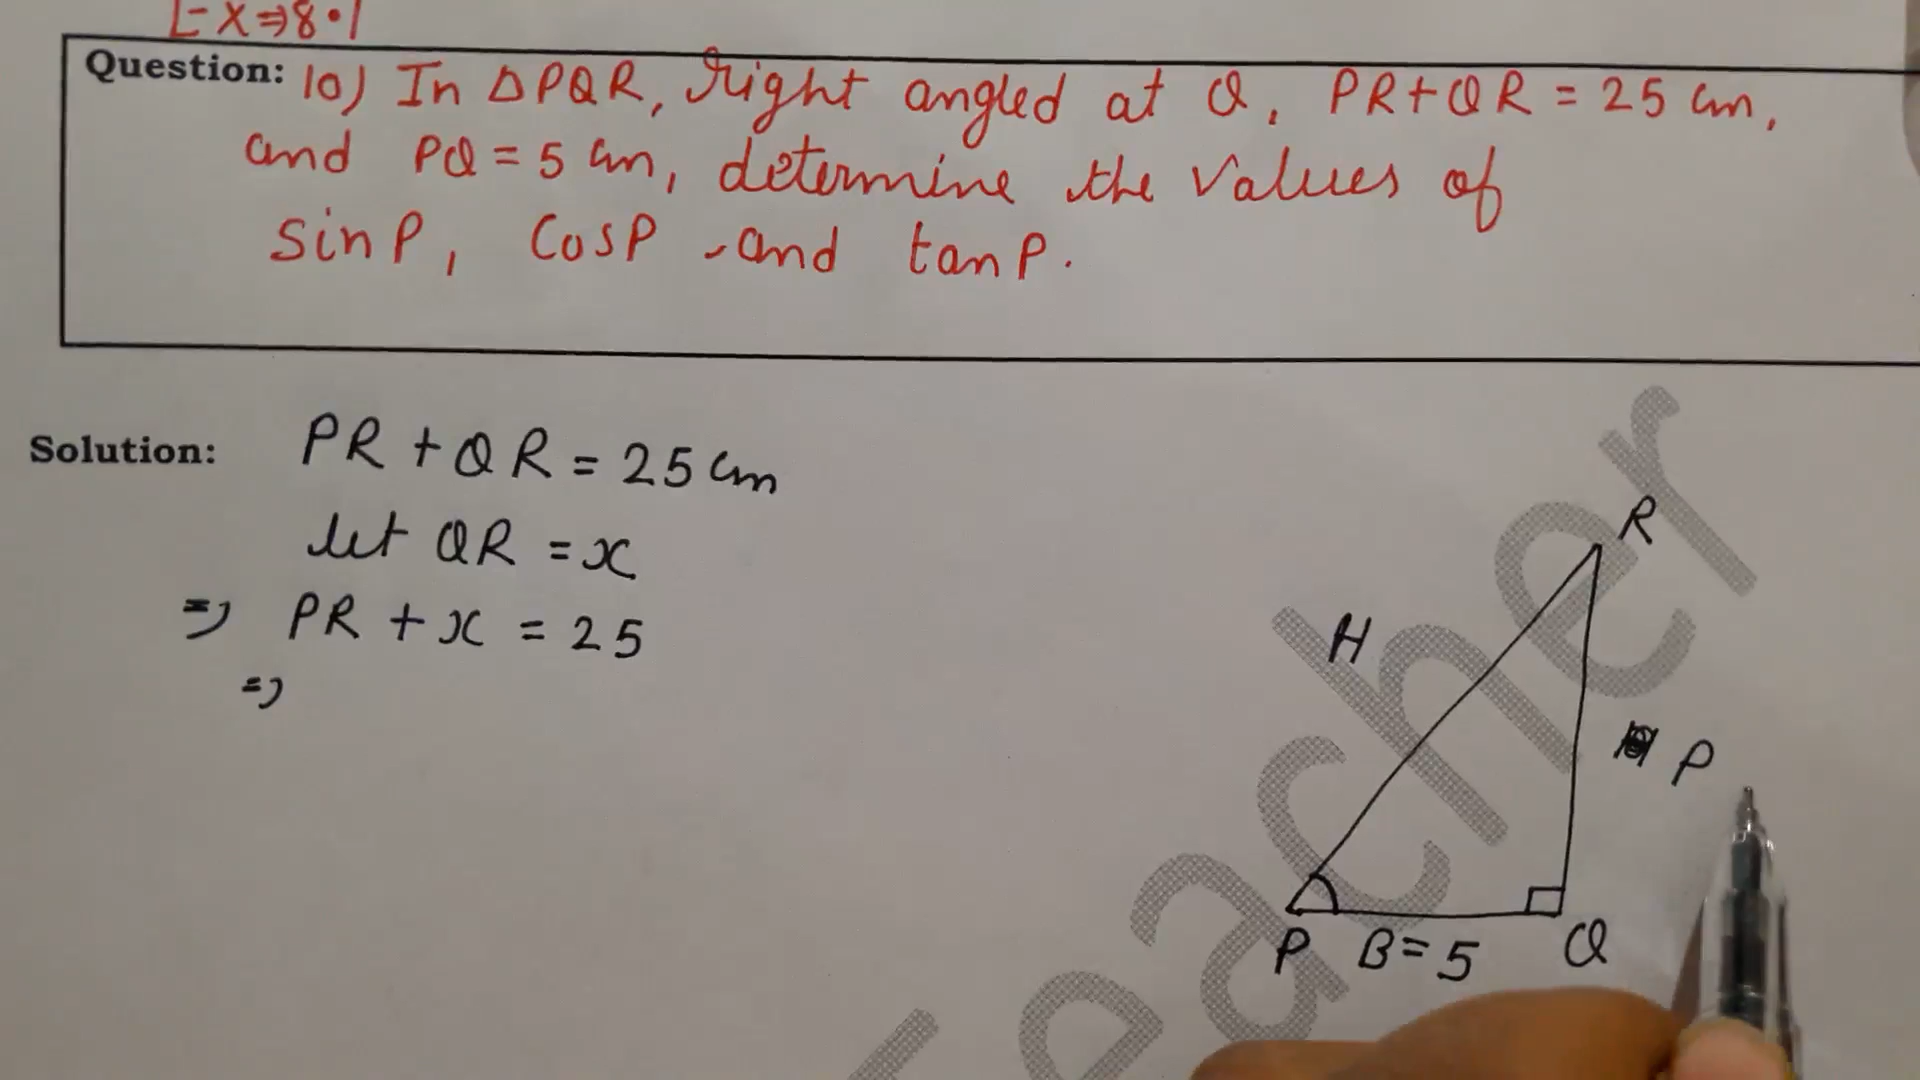 Ex⇒8.1
Question: 10) In ΔPQR, right angled at Q, PR+QR = 25 cm,
and PQ = 5 cm, determine the values of
sin P, cos P and tan P.
Solution: PR + QR = 25 cm
let QR = x
⇒ PR + x = 25
⇒
R
H
P
P B = 5 Q
Teacher